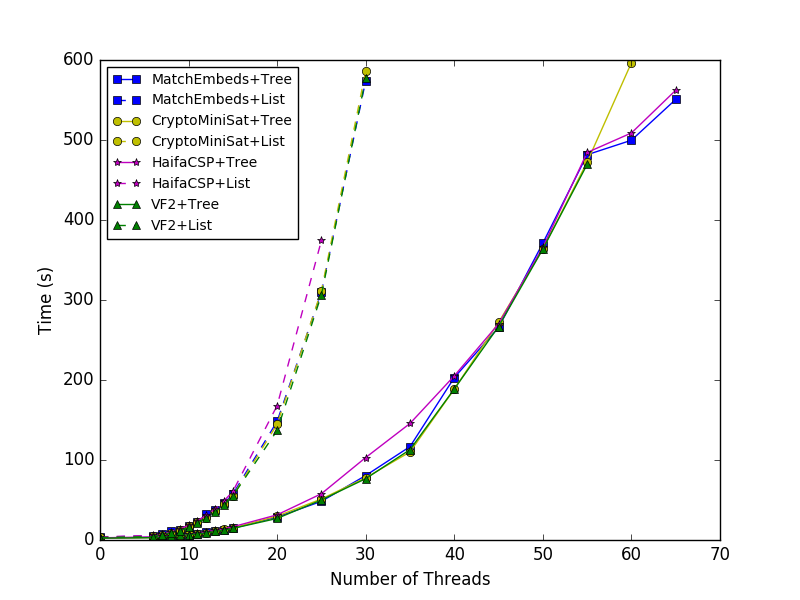 600
500
400
300
200
100
0
Time (s)
MatchEmbeds+Tree
MatchEmbeds+List
CryptoMiniSat+Tree
CryptoMiniSat+List
HaifaCSP+Tree
HaifaCSP+List
VF2+Tree
VF2+List
0 10 20 30 40 50 60 70
Number of Threads